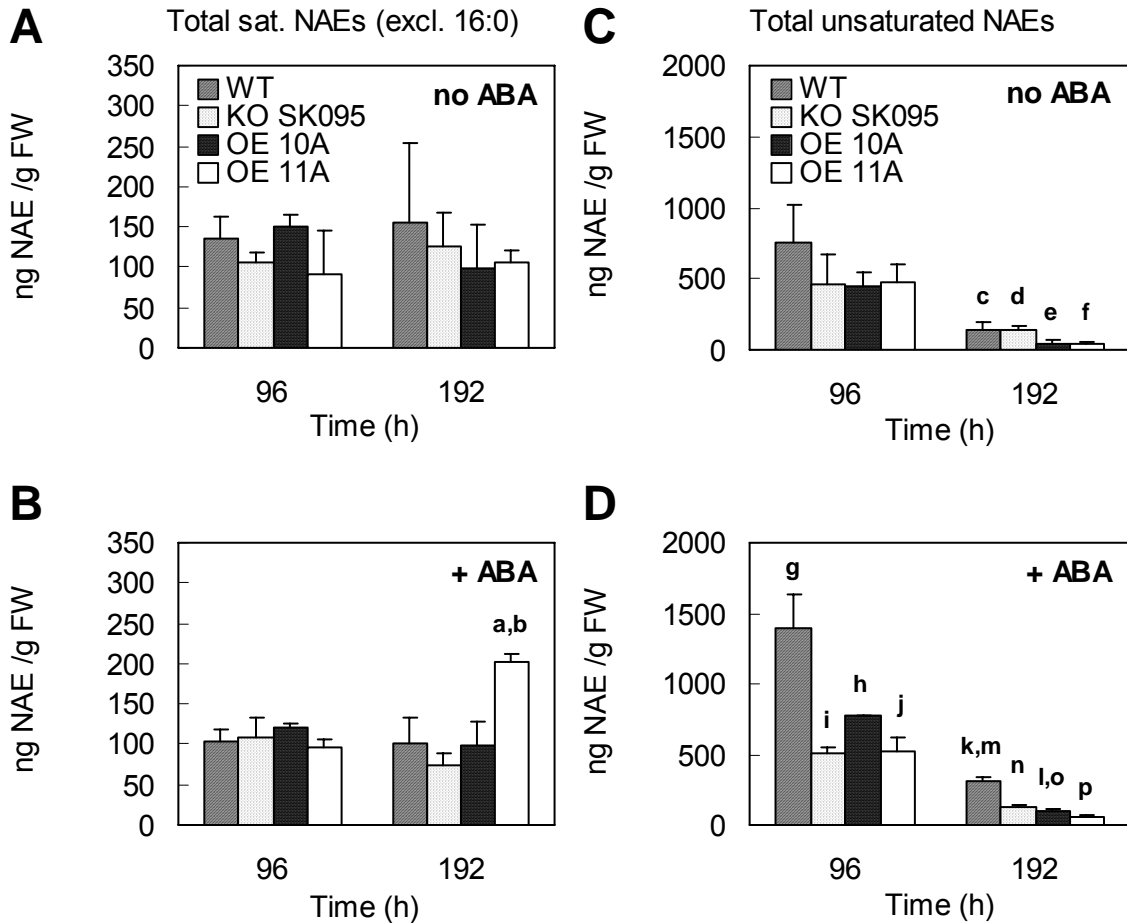 A
Total sat. NAEs (excl. 16:0)
ng NAE /g FW
350
300
250
200
150
100
50
0
WT
KO SK095
OE 10A
OE 11A
no ABA
96
192
Time (h)
C
Total unsaturated NAEs
ng NAE /g FW
2000
1500
1000
500
0
WT
KO SK095
OE 10A
OE 11A
no ABA
c
d
e
f
96
192
Time (h)
B
ng NAE /g FW
350
300
250
200
150
100
50
0
+ ABA
a,b
96
192
Time (h)
D
ng NAE /g FW
2000
1500
1000
500
0
+ ABA
g
i
h
j
k,m
n
l,o
p
96
192
Time (h)